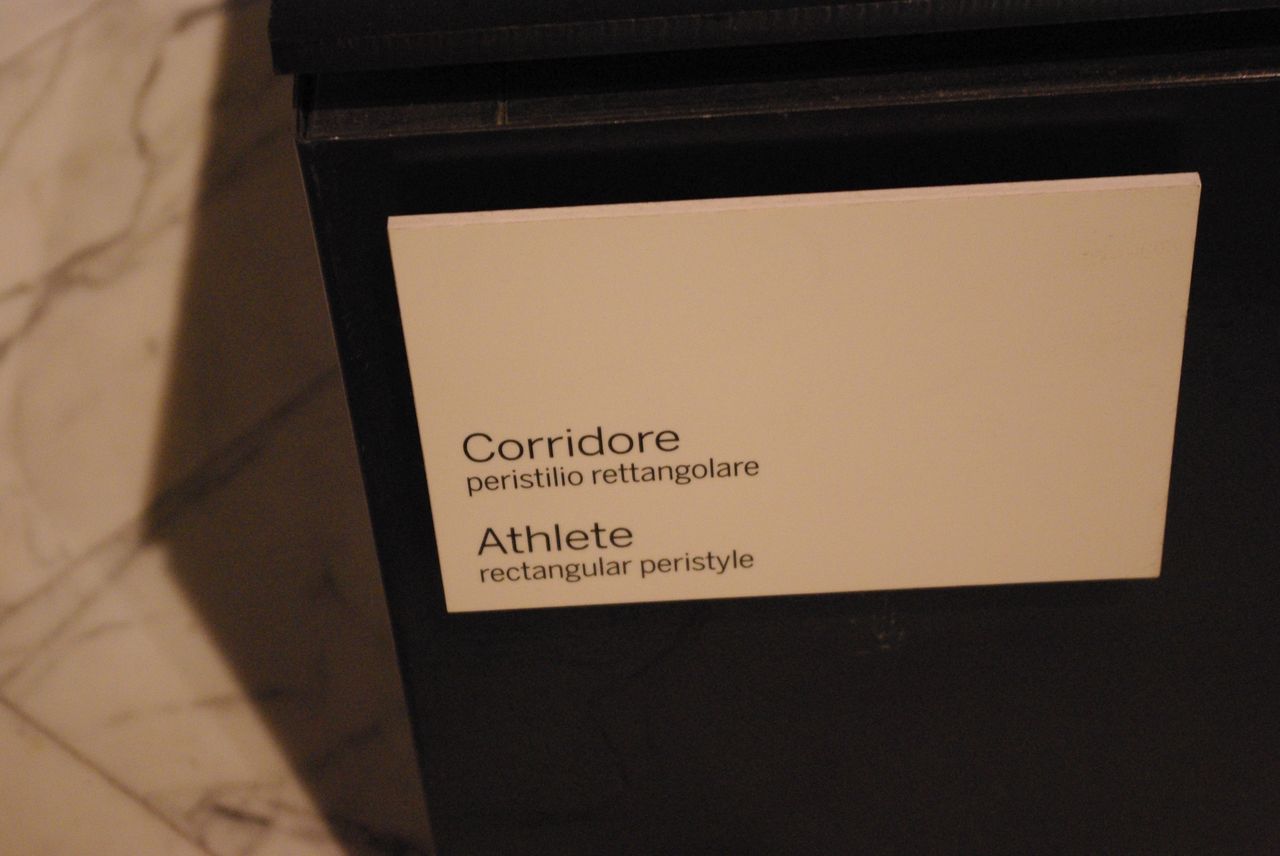 Corridore
peristilio rettangolare
Athlete
rectangular peristyle